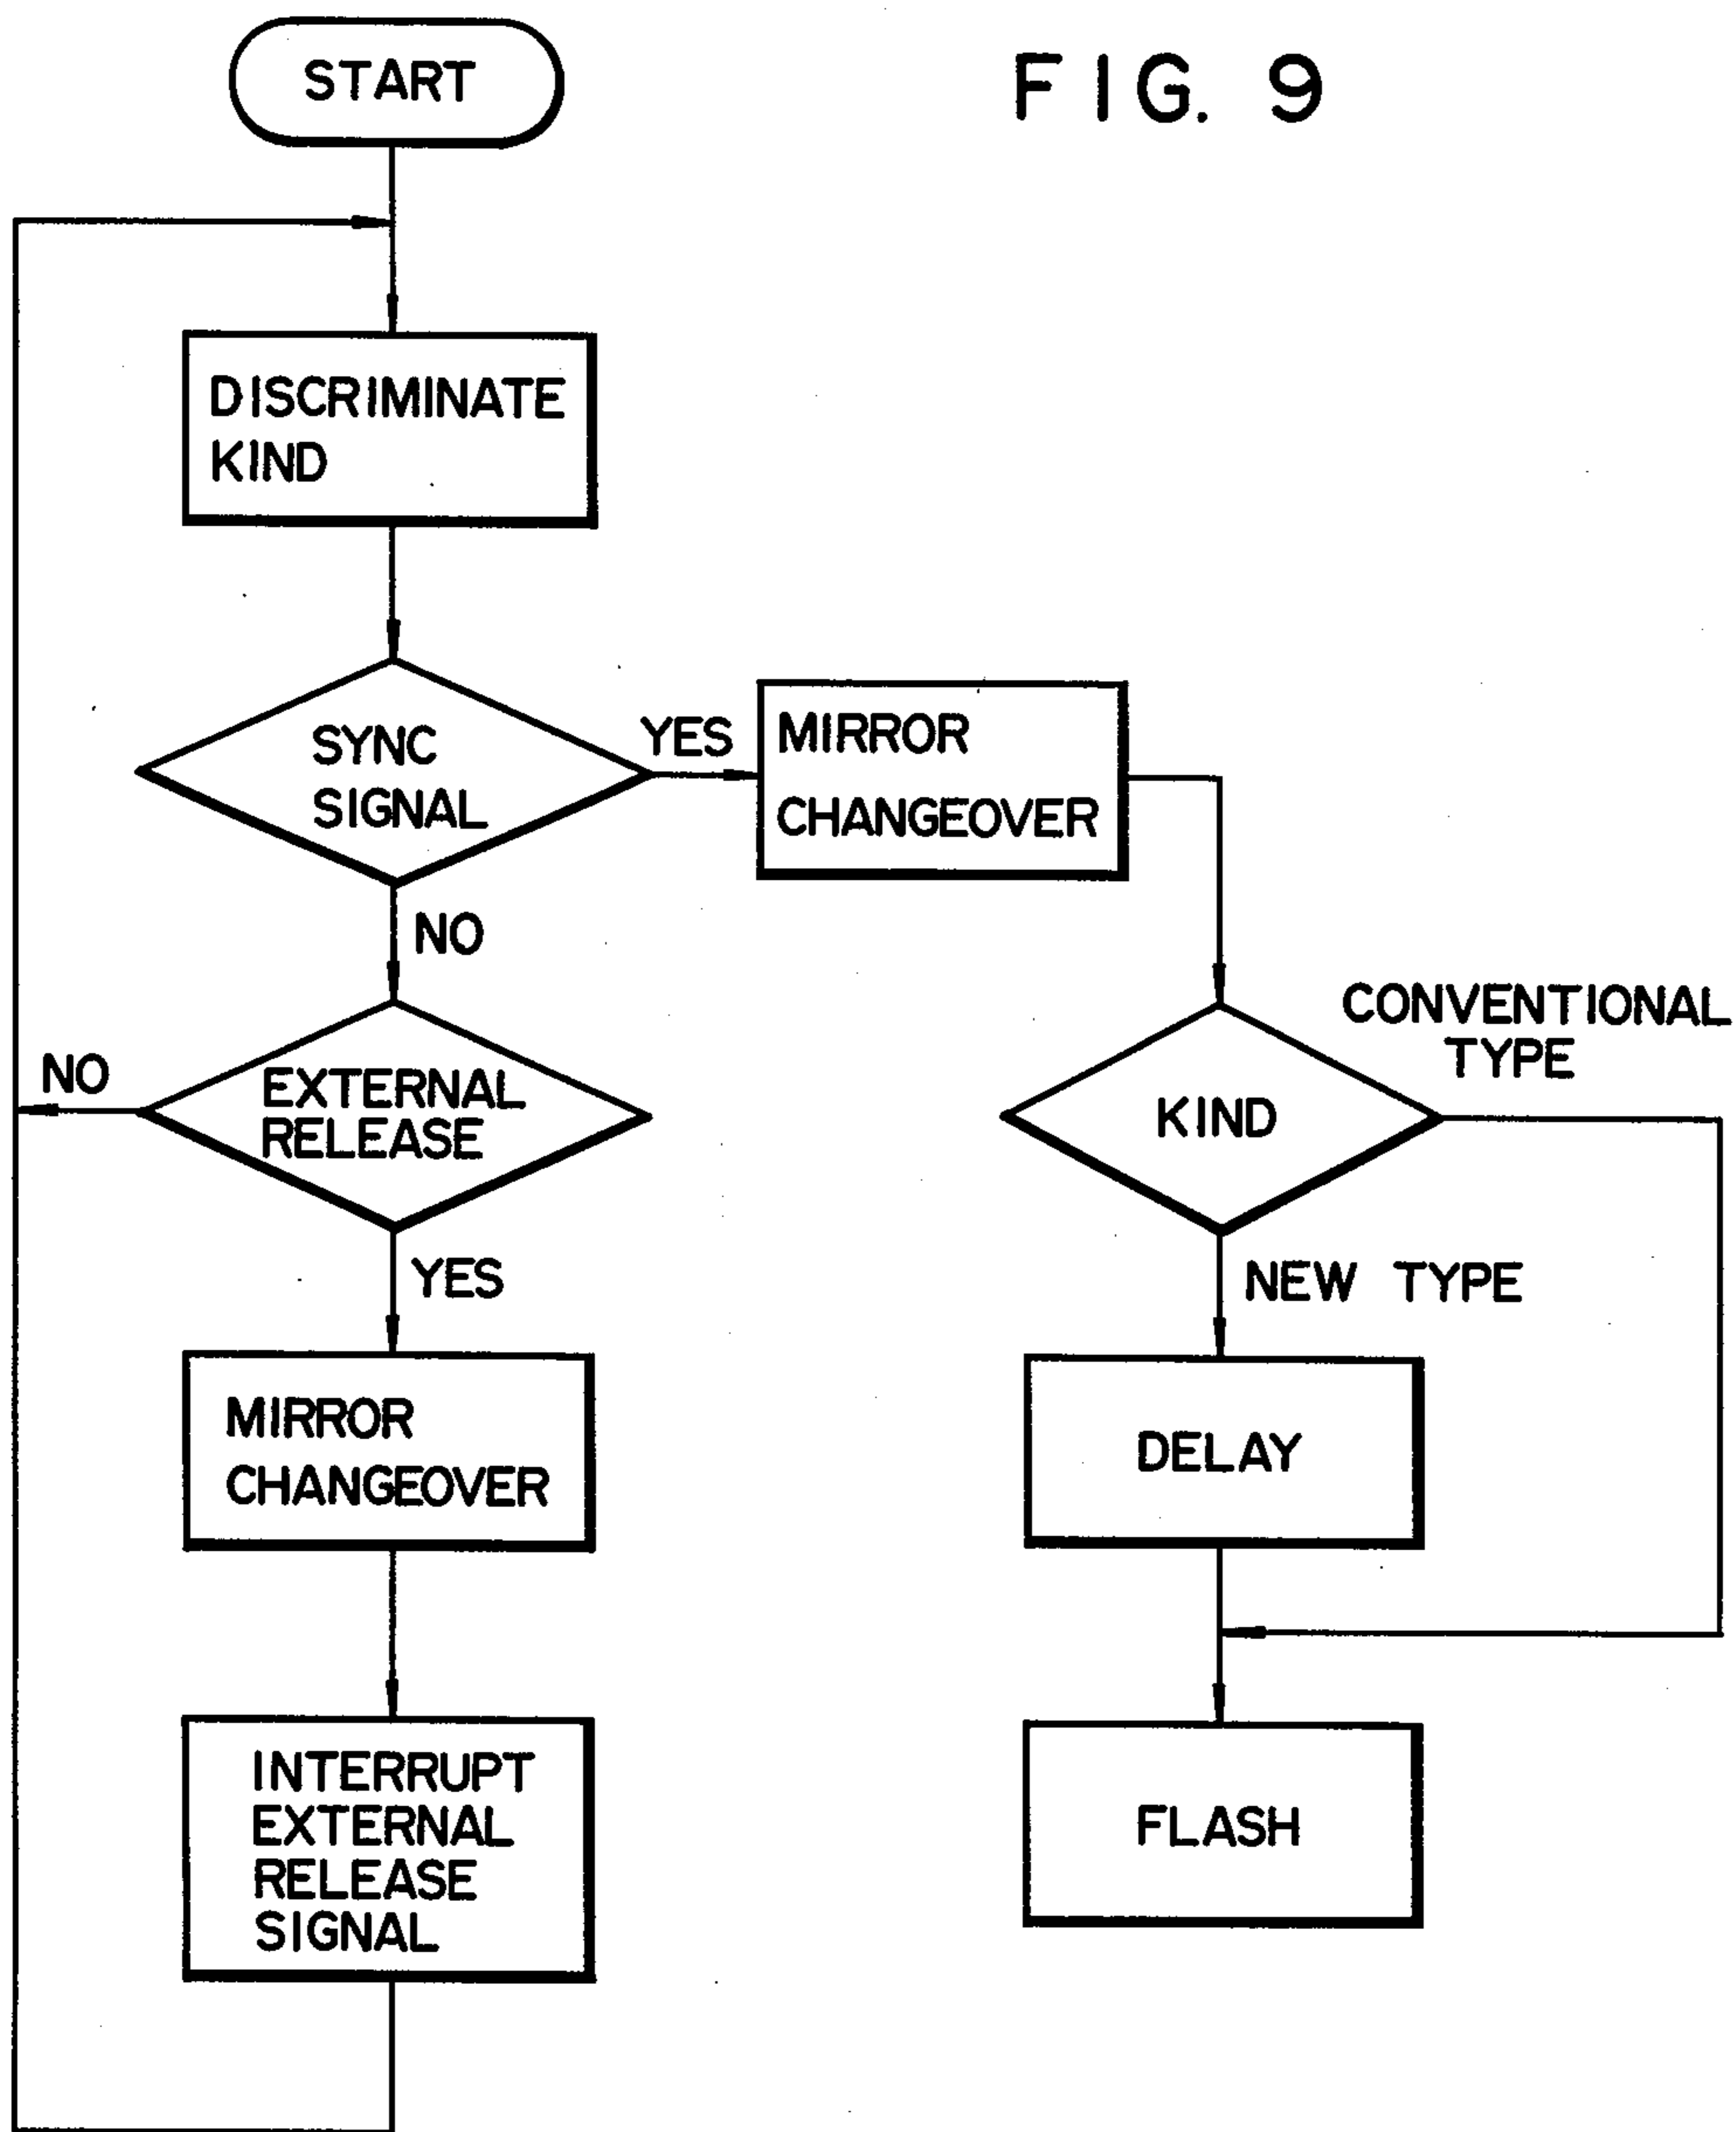 START
FIG. 9
DISCRIMINATE
KIND
SYNC
SIGNAL
YES
MIRROR
CHANGEOVER
NO
EXTERNAL
RELEASE
NO
CONVENTIONAL
TYPE
KIND
YES
NEW TYPE
MIRROR
CHANGEOVER
DELAY
INTERRUPT
EXTERNAL
RELEASE
SIGNAL
FLASH